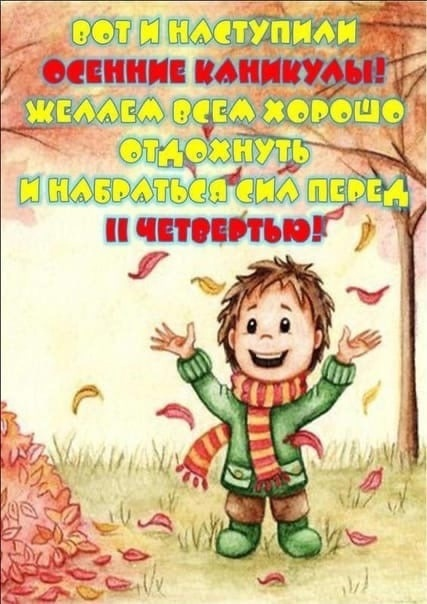 ВОТ И НАСТУПИЛИ
ОСЕННИЕ КАНИКУЛЫ!
ЖЕЛАЕМ ВСЕМ ХОРОШО
ОТДОХНУТЬ
И НАБРАТЬСЯ СИЛ ПЕРЕД
II ЧЕТВЕРТЬЮ!